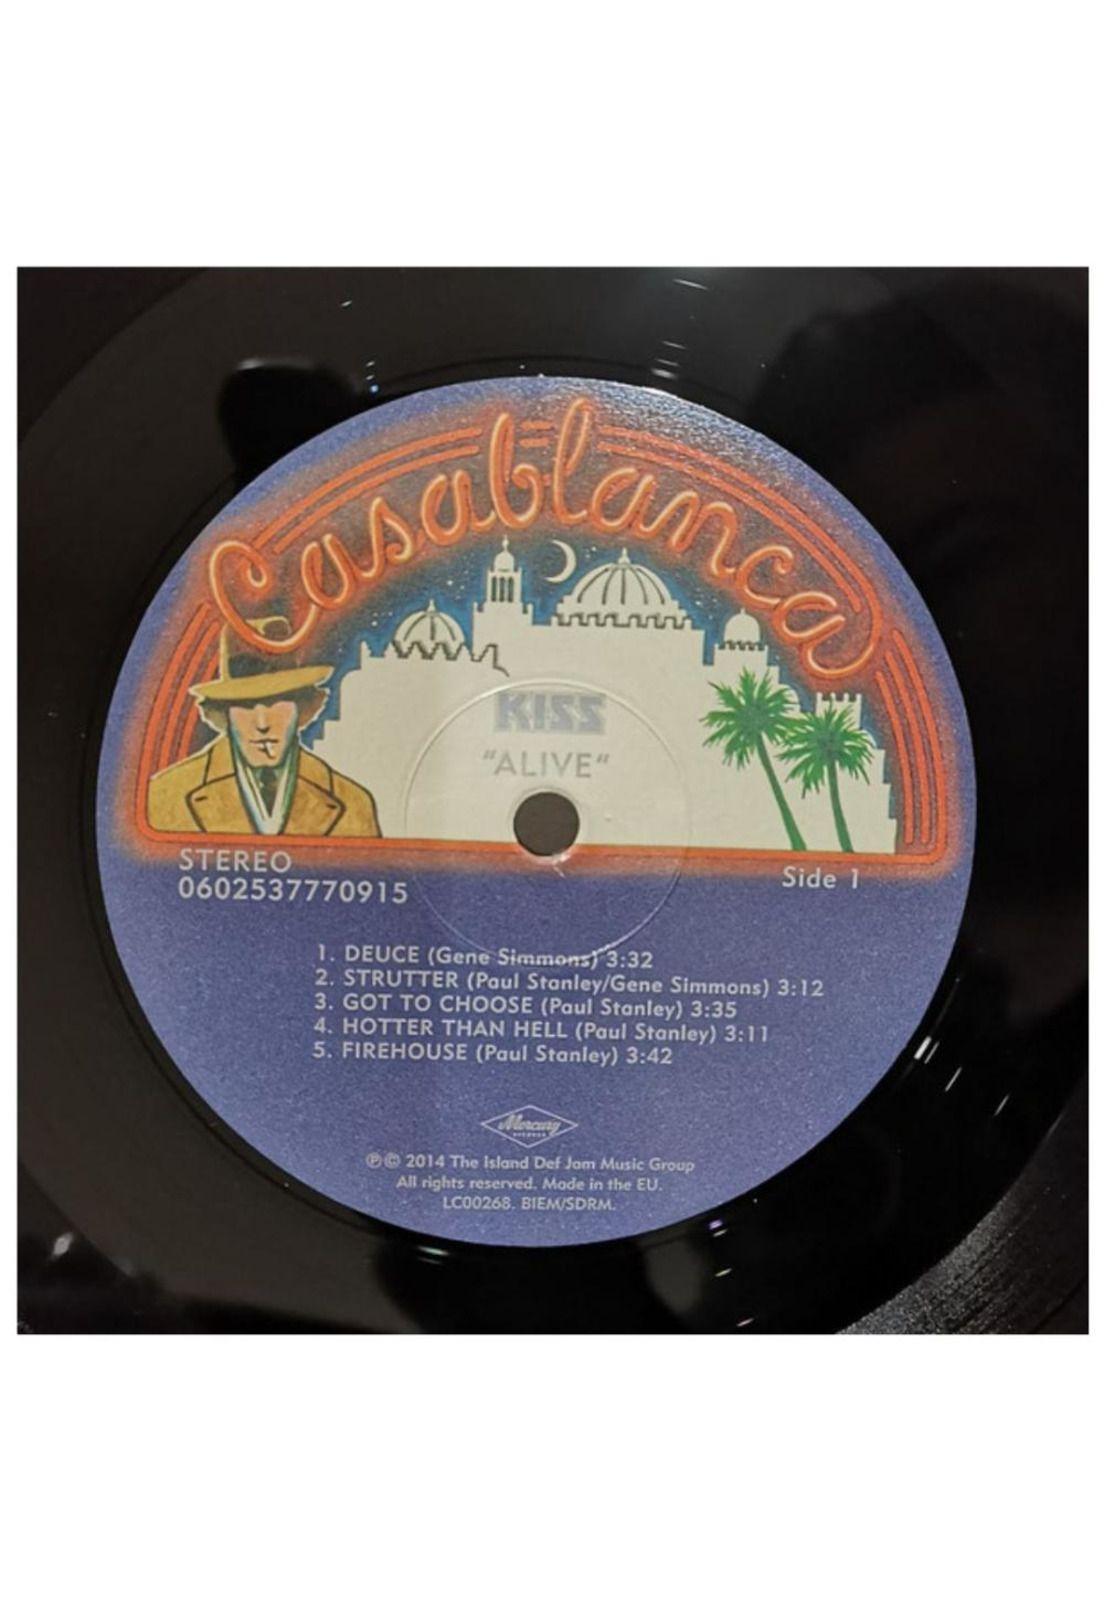 Casablanca
KISS
"ALIVE"
STEREO
0602537770915
Side 1
1. DEUCE (Gene Simmons) 3:32
2. STRUTTER (Paul Stanley/Gene Simmons) 3:12
3. GOT TO CHOOSE (Paul Stanley) 3:35
4. HOTTER THAN HELL (Paul Stanley) 3:11
5. FIREHOUSE (Paul Stanley) 3:42
Mercury
RECORDS
℗© 2014 The Island Def Jam Music Group
All rights reserved. Made in the EU.
LC00268. BIEM/SDRM.